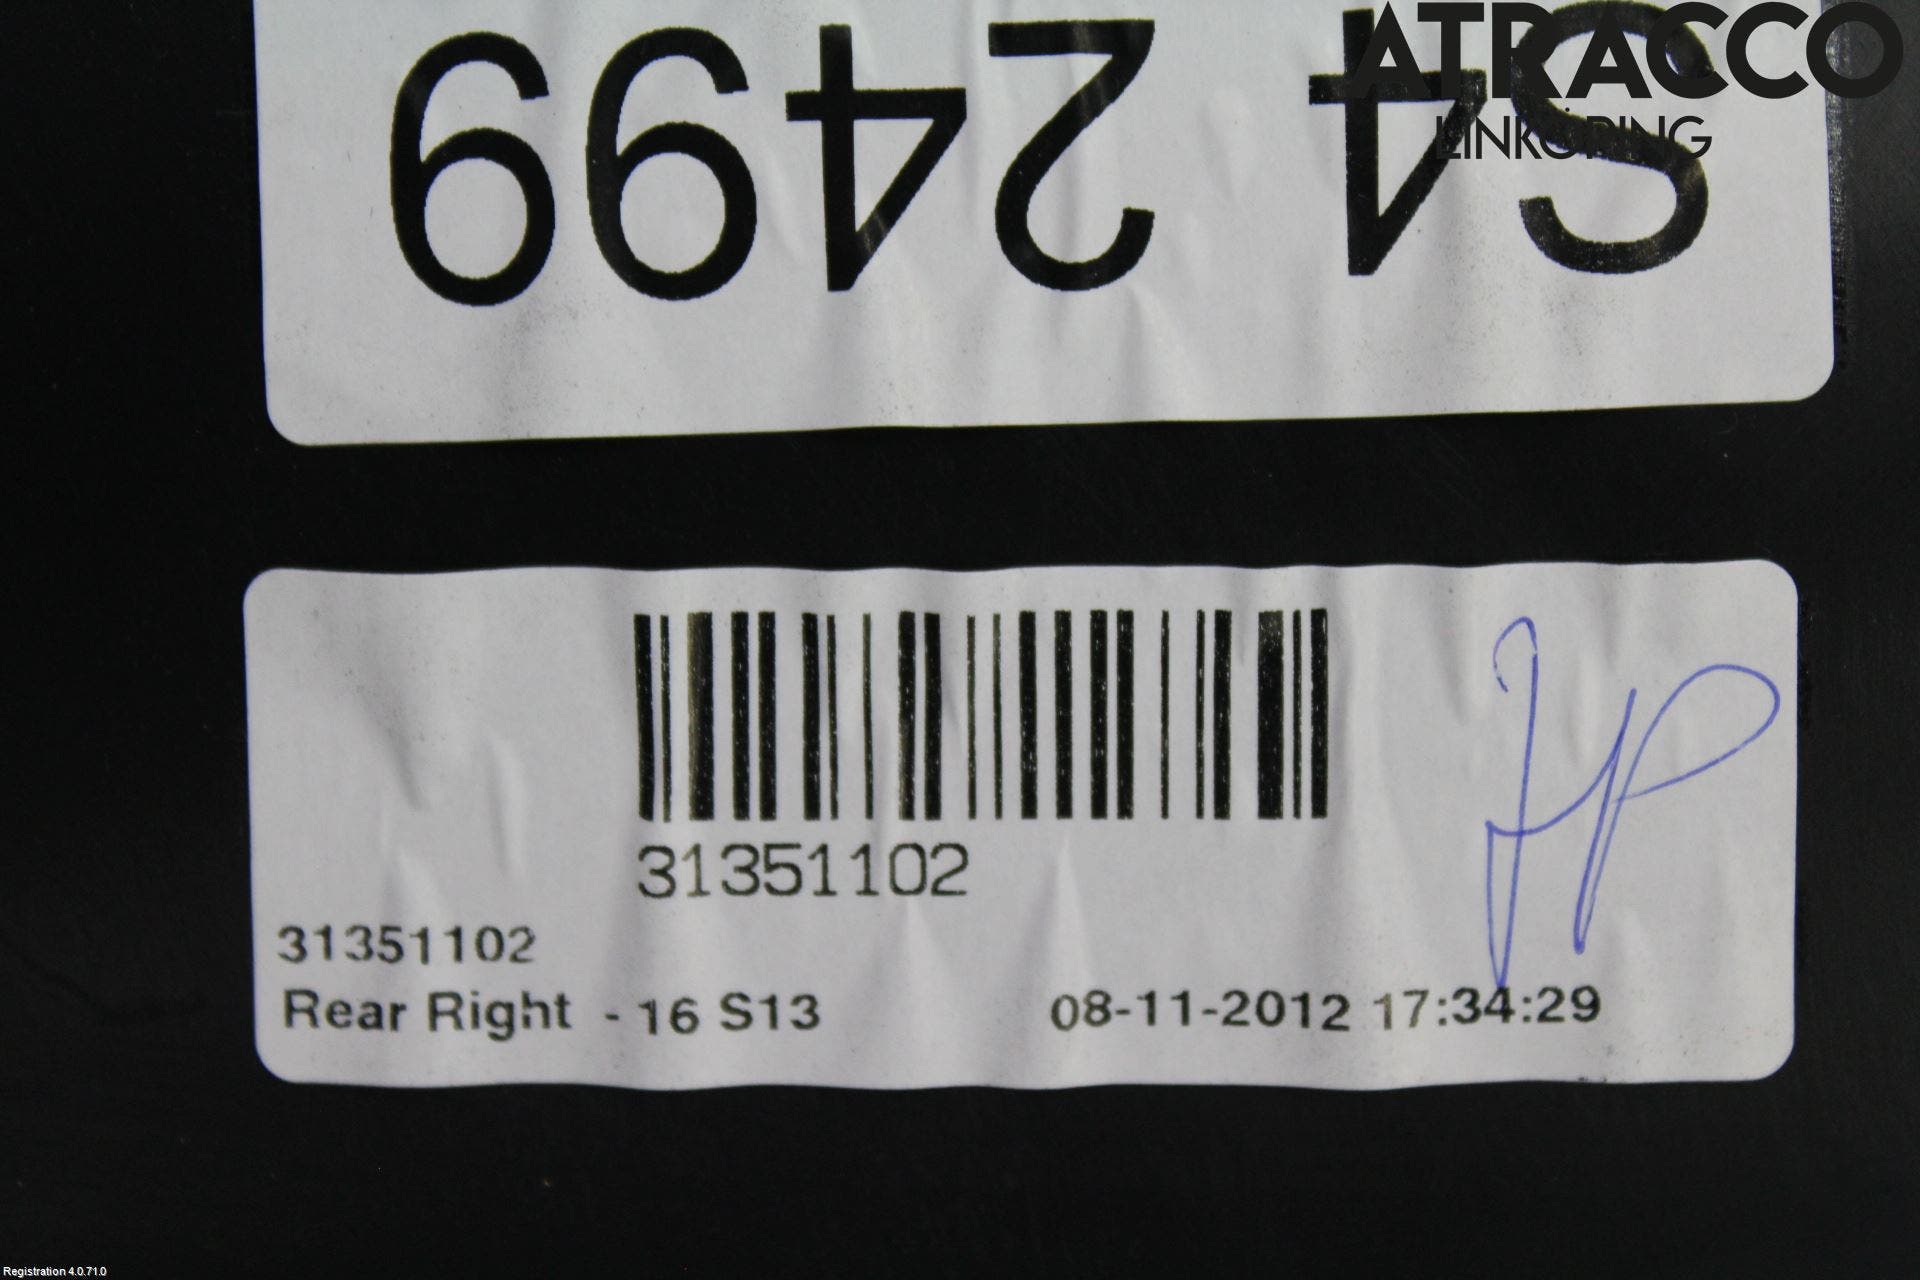 S4 2499
ATRACCO
LINKÖPING
31351102
31351102
Rear Right - 16 S13 08-11-2012 17:34:29
Registration 4.0.71.0